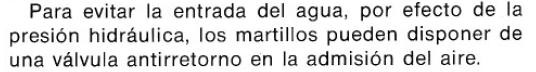 Para evitar la entrada del agua, por efecto de la
presión hidráulica, los martillos pueden disponer de
una válvula antirretorno en la admisión del aire.